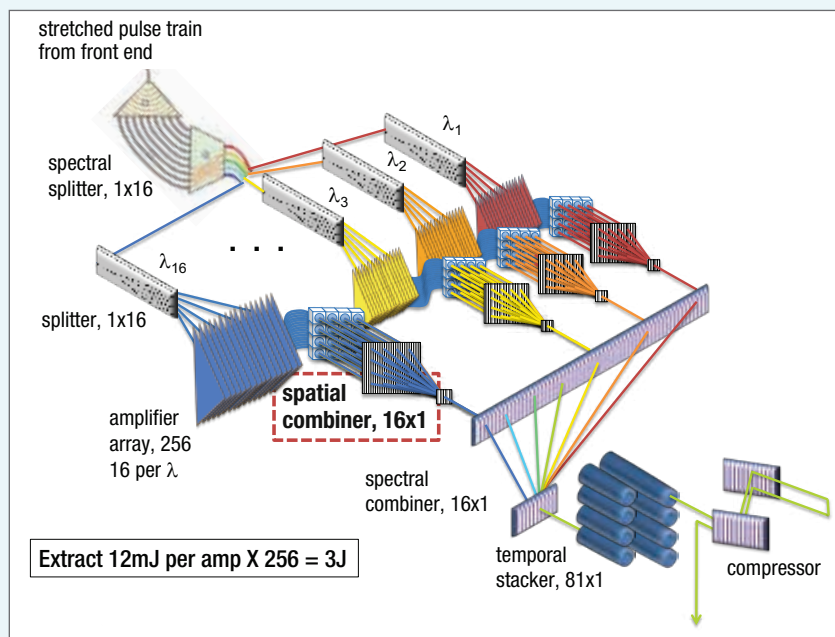 stretched pulse train
from front end
λ1
λ2
λ3
spectral
splitter, 1x16
. . .
λ16
splitter, 1x16
spatial
combiner, 16x1
amplifier
array, 256
16 per λ
spectral
combiner, 16x1
Extract 12mJ per amp X 256 = 3J
temporal
stacker, 81x1
compressor